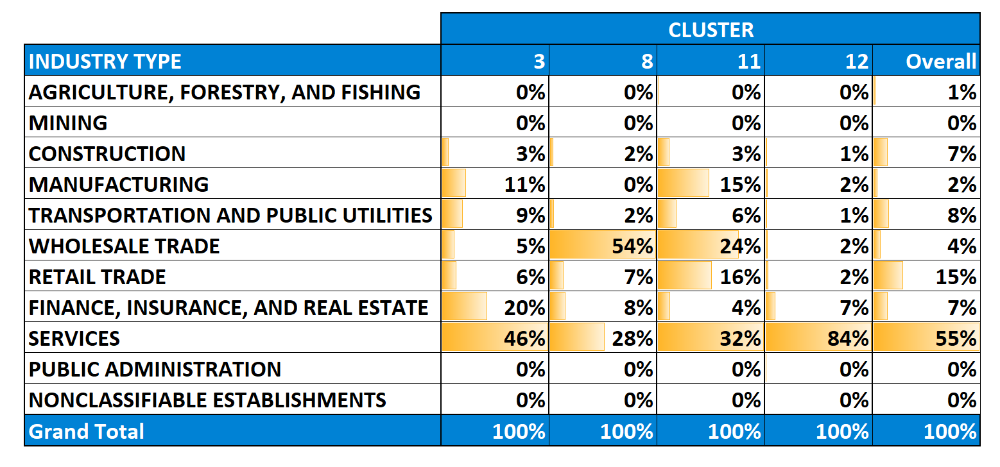 CLUSTER
INDUSTRY TYPE 3 8 11 12 Overall
AGRICULTURE, FORESTRY, AND FISHING 0% 0% 0% 0% 1%
MINING 0% 0% 0% 0% 0%
CONSTRUCTION 3% 2% 3% 1% 7%
MANUFACTURING 11% 0% 15% 2% 2%
TRANSPORTATION AND PUBLIC UTILITIES 9% 2% 6% 1% 8%
WHOLESALE TRADE 5% 54% 24% 2% 4%
RETAIL TRADE 6% 7% 16% 2% 15%
FINANCE, INSURANCE, AND REAL ESTATE 20% 8% 4% 7% 7%
SERVICES 46% 28% 32% 84% 55%
PUBLIC ADMINISTRATION 0% 0% 0% 0% 0%
NONCLASSIFIABLE ESTABLISHMENTS 0% 0% 0% 0% 0%
Grand Total 100% 100% 100% 100% 100%